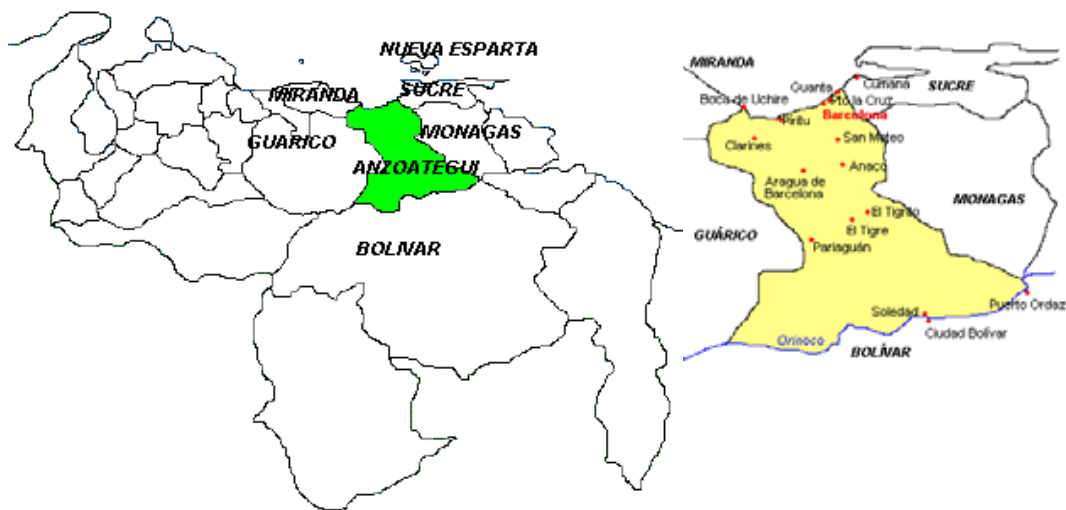 NUEVA ESPARTA
SUCRE
MIRANDA
MONAGAS
GUARICO
ANZOATEGUI
BOLIVAR
MIRANDA
Cumaná
SUCRE
Guanta
Pto la Cruz
Boca de Uchire
Barcelona
Piritu
San Mateo
Clarines
Anaco
Aragua de
Barcelona
MONAGAS
El Tigrito
El Tigre
GUÁRICO
Pariaguán
Puerto Ordaz
Soledad
Ciudad Bolívar
Orinoco
BOLÍVAR